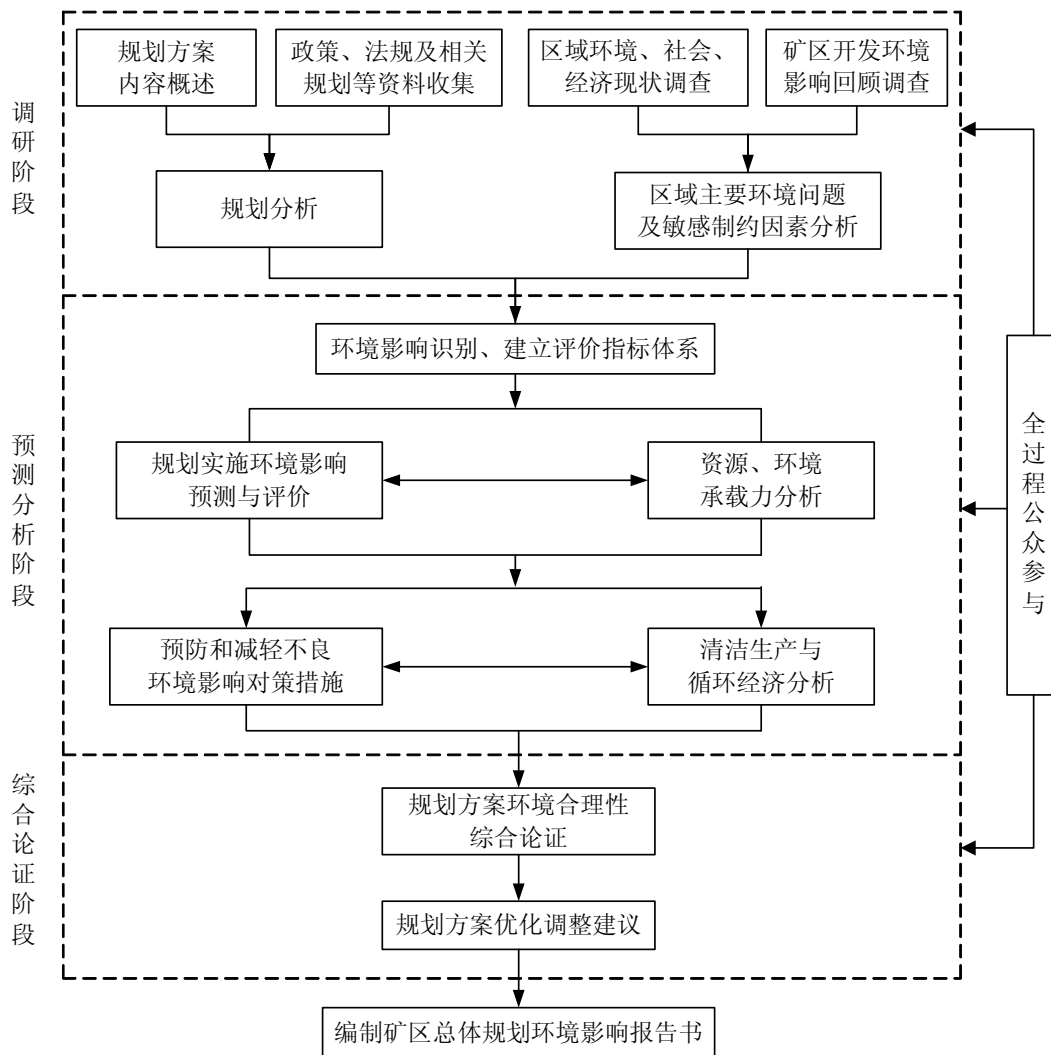 规划方案
内容概述
政策、法规及相关
规划等资料收集
区域环境、社会、
经济现状调查
矿区开发环境
影响回顾调查
调研阶段
规划分析
区域主要环境问题
及敏感制约因素分析
环境影响识别、建立评价指标体系
预测分析阶段
规划实施环境影响
预测与评价
资源、环境
承载力分析
全过程公众参与
预防和减轻不良
环境影响对策措施
清洁生产与
循环经济分析
综合论证阶段
规划方案环境合理性
综合论证
规划方案优化调整建议
编制矿区总体规划环境影响报告书